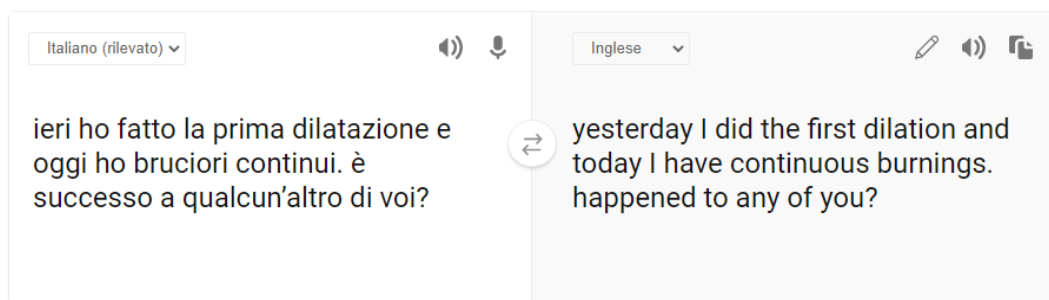 Italiano (rilevato)
Inglese
ieri ho fatto la prima dilatazione e
oggi ho bruciori continui. è
successo a qualcun’altro di voi?
yesterday I did the first dilation and
today I have continuous burnings.
happened to any of you?